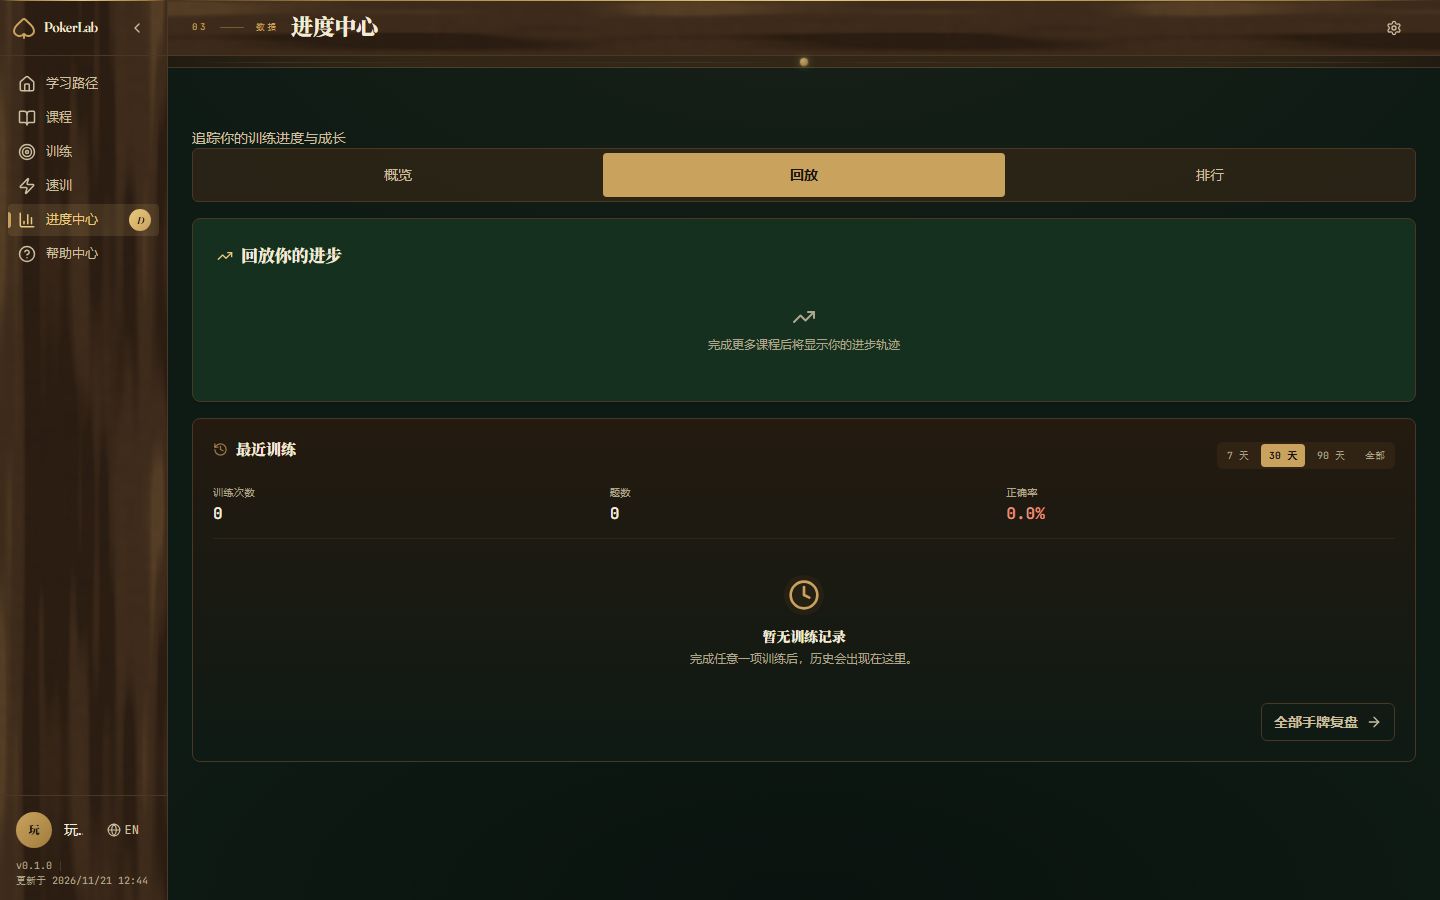 PokerLab
03 数据 进度中心
学习路径
课程
训练
速训
进度中心 D
帮助中心
追踪你的训练进度与成长
概览 回放 排行
回放你的进步
完成更多课程后将显示你的进步轨迹
最近训练
7 天 30 天 90 天 全部
训练次数 题数 正确率
0 0 0.0%
暂无训练记录
完成任意一项训练后，历史会出现在这里。
全部手牌复盘
玩 玩.. EN
v0.1.0
更新于 2026/11/21 12:44